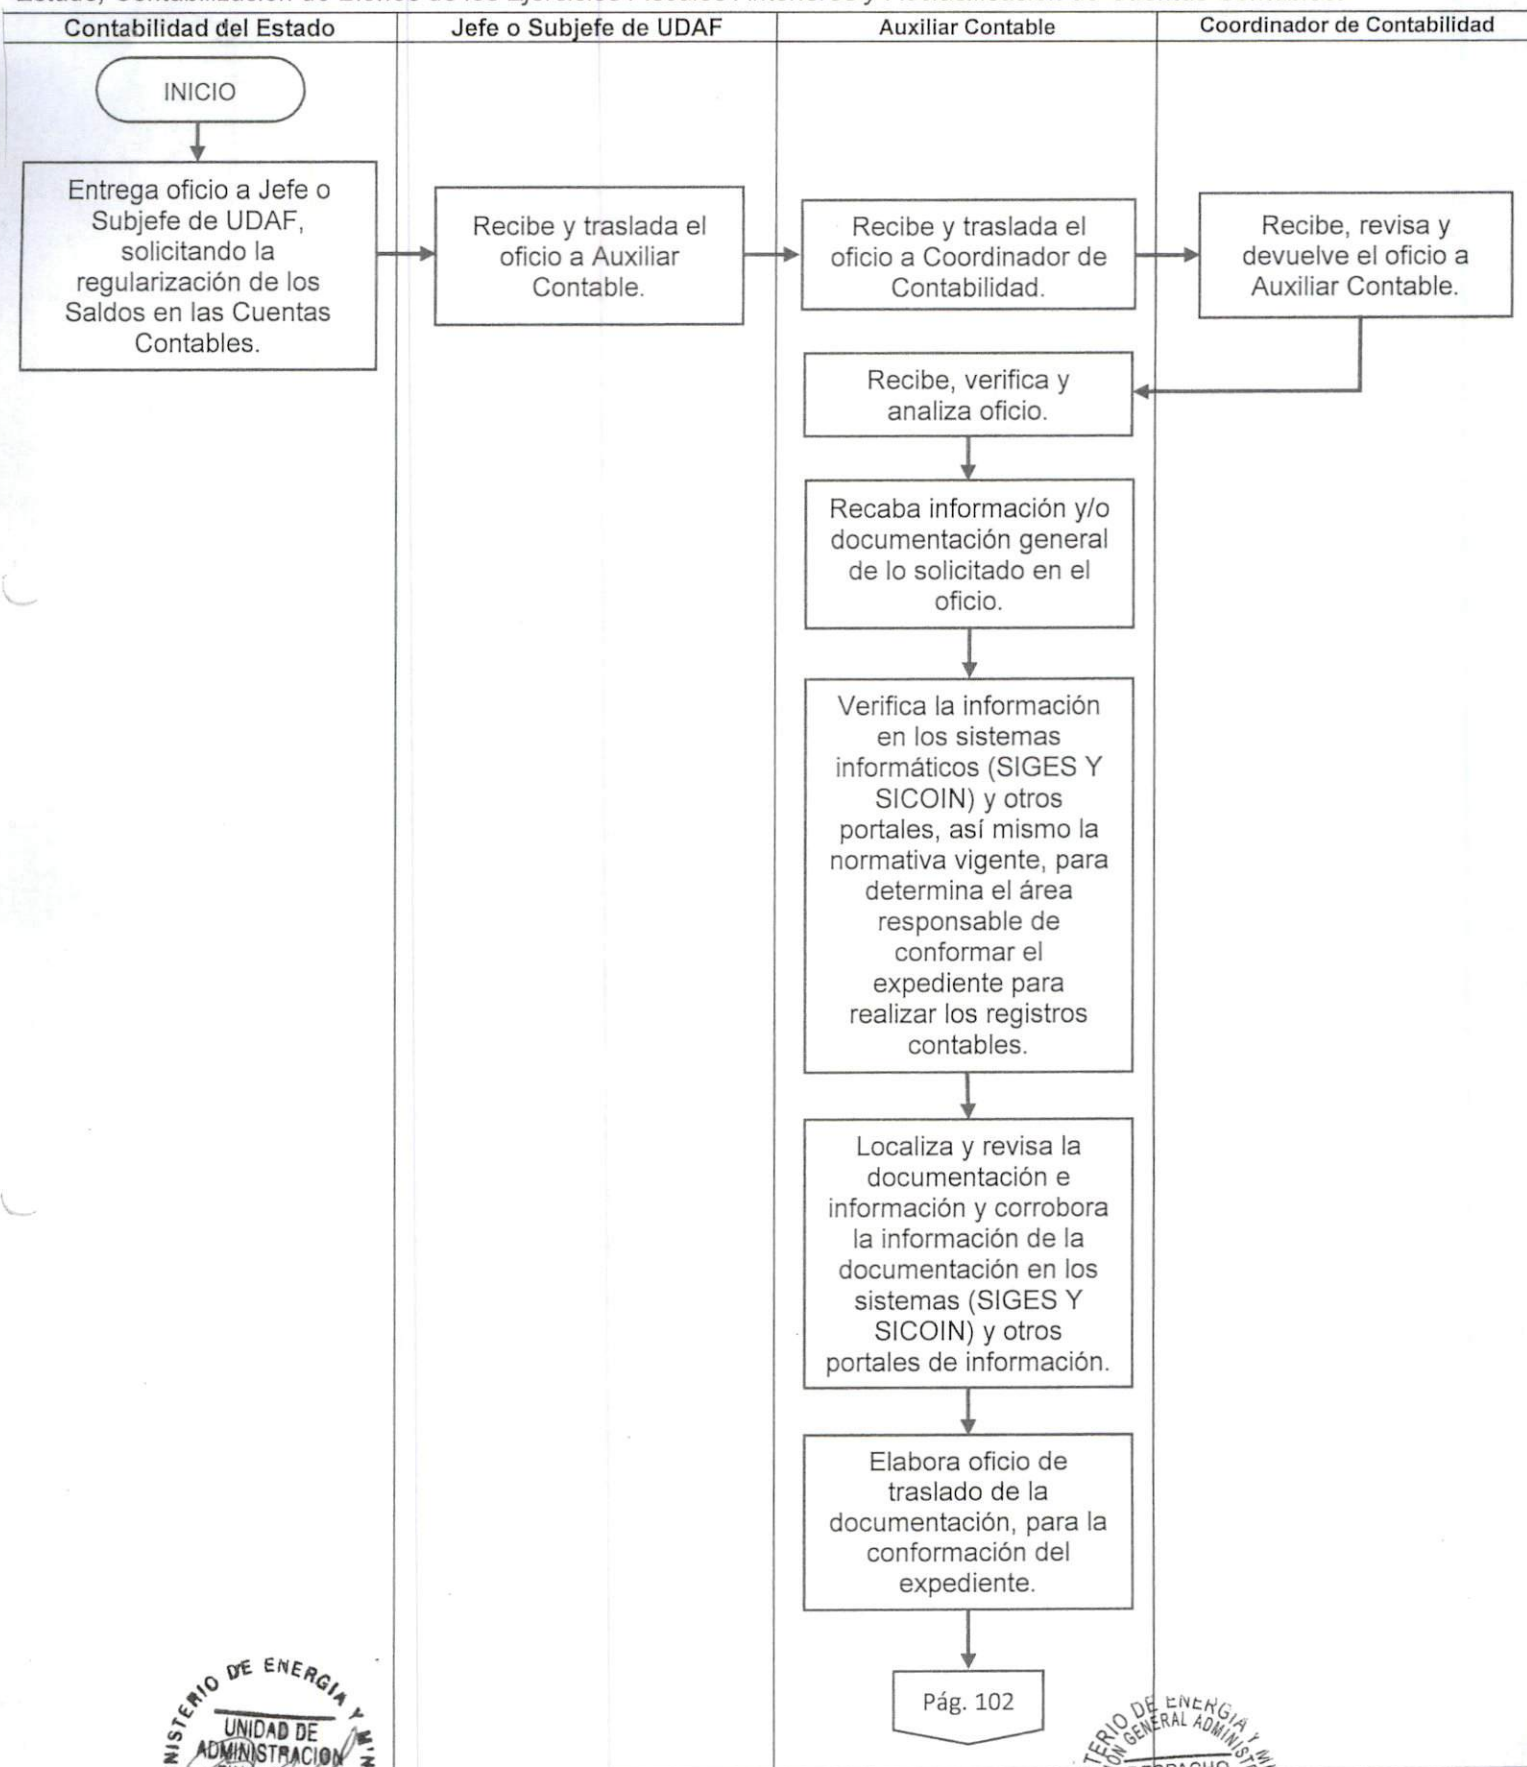 Contabilidad del Estado
Jefe o Subjefe de UDAF
Auxiliar Contable
Coordinador de Contabilidad
INICIO
Entrega oficio a Jefe o
Subjefe de UDAF,
solicitando la
regularización de los
Saldos en las Cuentas
Contables.
Recibe y traslada el
oficio a Auxiliar
Contable.
Recibe y traslada el
oficio a Coordinador de
Contabilidad.
Recibe, revisa y
devuelve el oficio a
Auxiliar Contable.
Recibe, verifica y
analiza oficio.
Recaba información y/o
documentación general
de lo solicitado en el
oficio.
Verifica la información
en los sistemas
informáticos (SIGES Y
SICOIN) y otros
portales, así mismo la
normativa vigente, para
determina el área
responsable de
conformar el
expediente para
realizar los registros
contables.
Localiza y revisa la
documentación e
información y corrobora
la información de la
documentación en los
sistemas (SIGES Y
SICOIN) y otros
portales de información.
Elabora oficio de
traslado de la
documentación, para la
conformación del
expediente.
Pág. 102
DE ENERGIA Y
UNIDAD DE
ADMINISTRACION
DE ENERGIA
GENERAL